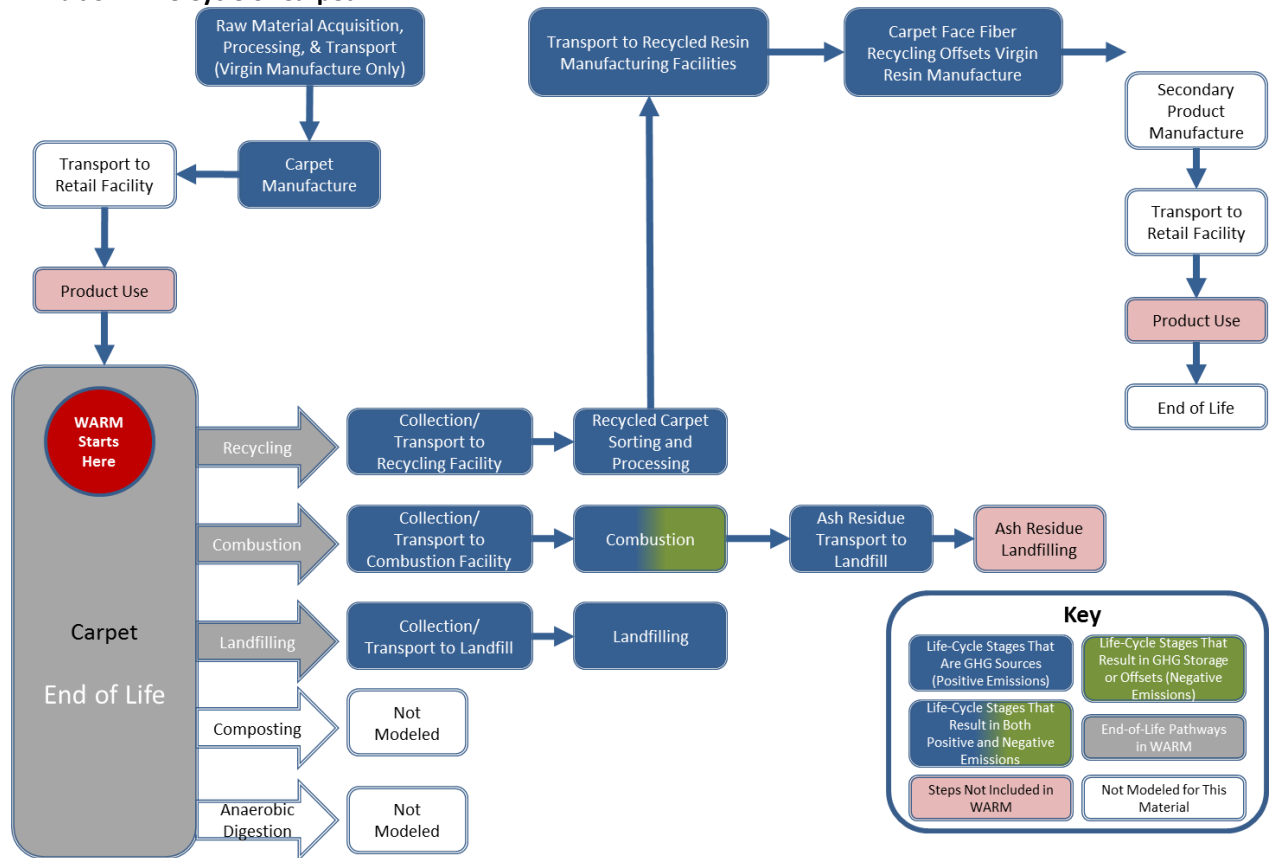 Life Cycle of Carpet
Raw Material Acquisition,
Processing, & Transport
(Virgin Manufacture Only)
Transport to Recycled Resin
Manufacturing Facilities
Carpet Face Fiber
Recycling Offsets Virgin
Resin Manufacture
Secondary
Product
Manufacture
Transport to
Retail Facility
Carpet
Manufacture
Transport to
Retail Facility
Product Use
Product Use
End of Life
WARM
Starts
Here
Carpet
End of Life
Recycling
Collection/
Transport to
Recycling Facility
Recycled Carpet
Sorting and
Processing
Combustion
Collection/
Transport to
Combustion Facility
Combustion
Ash Residue
Transport to
Landfill
Ash Residue
Landfilling
Landfilling
Collection/
Transport to Landfill
Landfilling
Composting
Not
Modeled
Anaerobic
Digestion
Not
Modeled
Key
Life-Cycle Stages That
Are GHG Sources
(Positive Emissions)
Life-Cycle Stages That
Result in GHG Storage
or Offsets (Negative
Emissions)
Life-Cycle Stages That
Result in Both
Positive and Negative
Emissions
End-of-Life Pathways
in WARM
Steps Not Included in
WARM
Not Modeled for This
Material